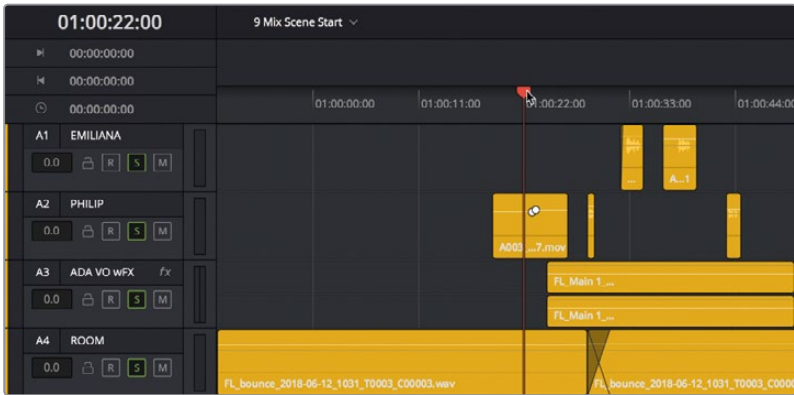 01:00:22:00
9 Mix Scene Start
00:00:00:00
00:00:00:00
00:00:00:00
01:00:00:00 01:00:11:00 01:00:22:00 01:00:33:00 01:00:44:00
A1 EMILIANA
0.0 R S M
... A...1
A2 PHILIP
0.0 R S M
A003_...7.mov
A3 ADA VO wFX fx
0.0 R S M
FL_Main 1_...
FL_Main 1_...
A4 ROOM
0.0 R S M
FL_bounce_2018-06-12_1031_T0003_C00003.wav
FL_bounce_2018-06-12_1031_T0003_C0000